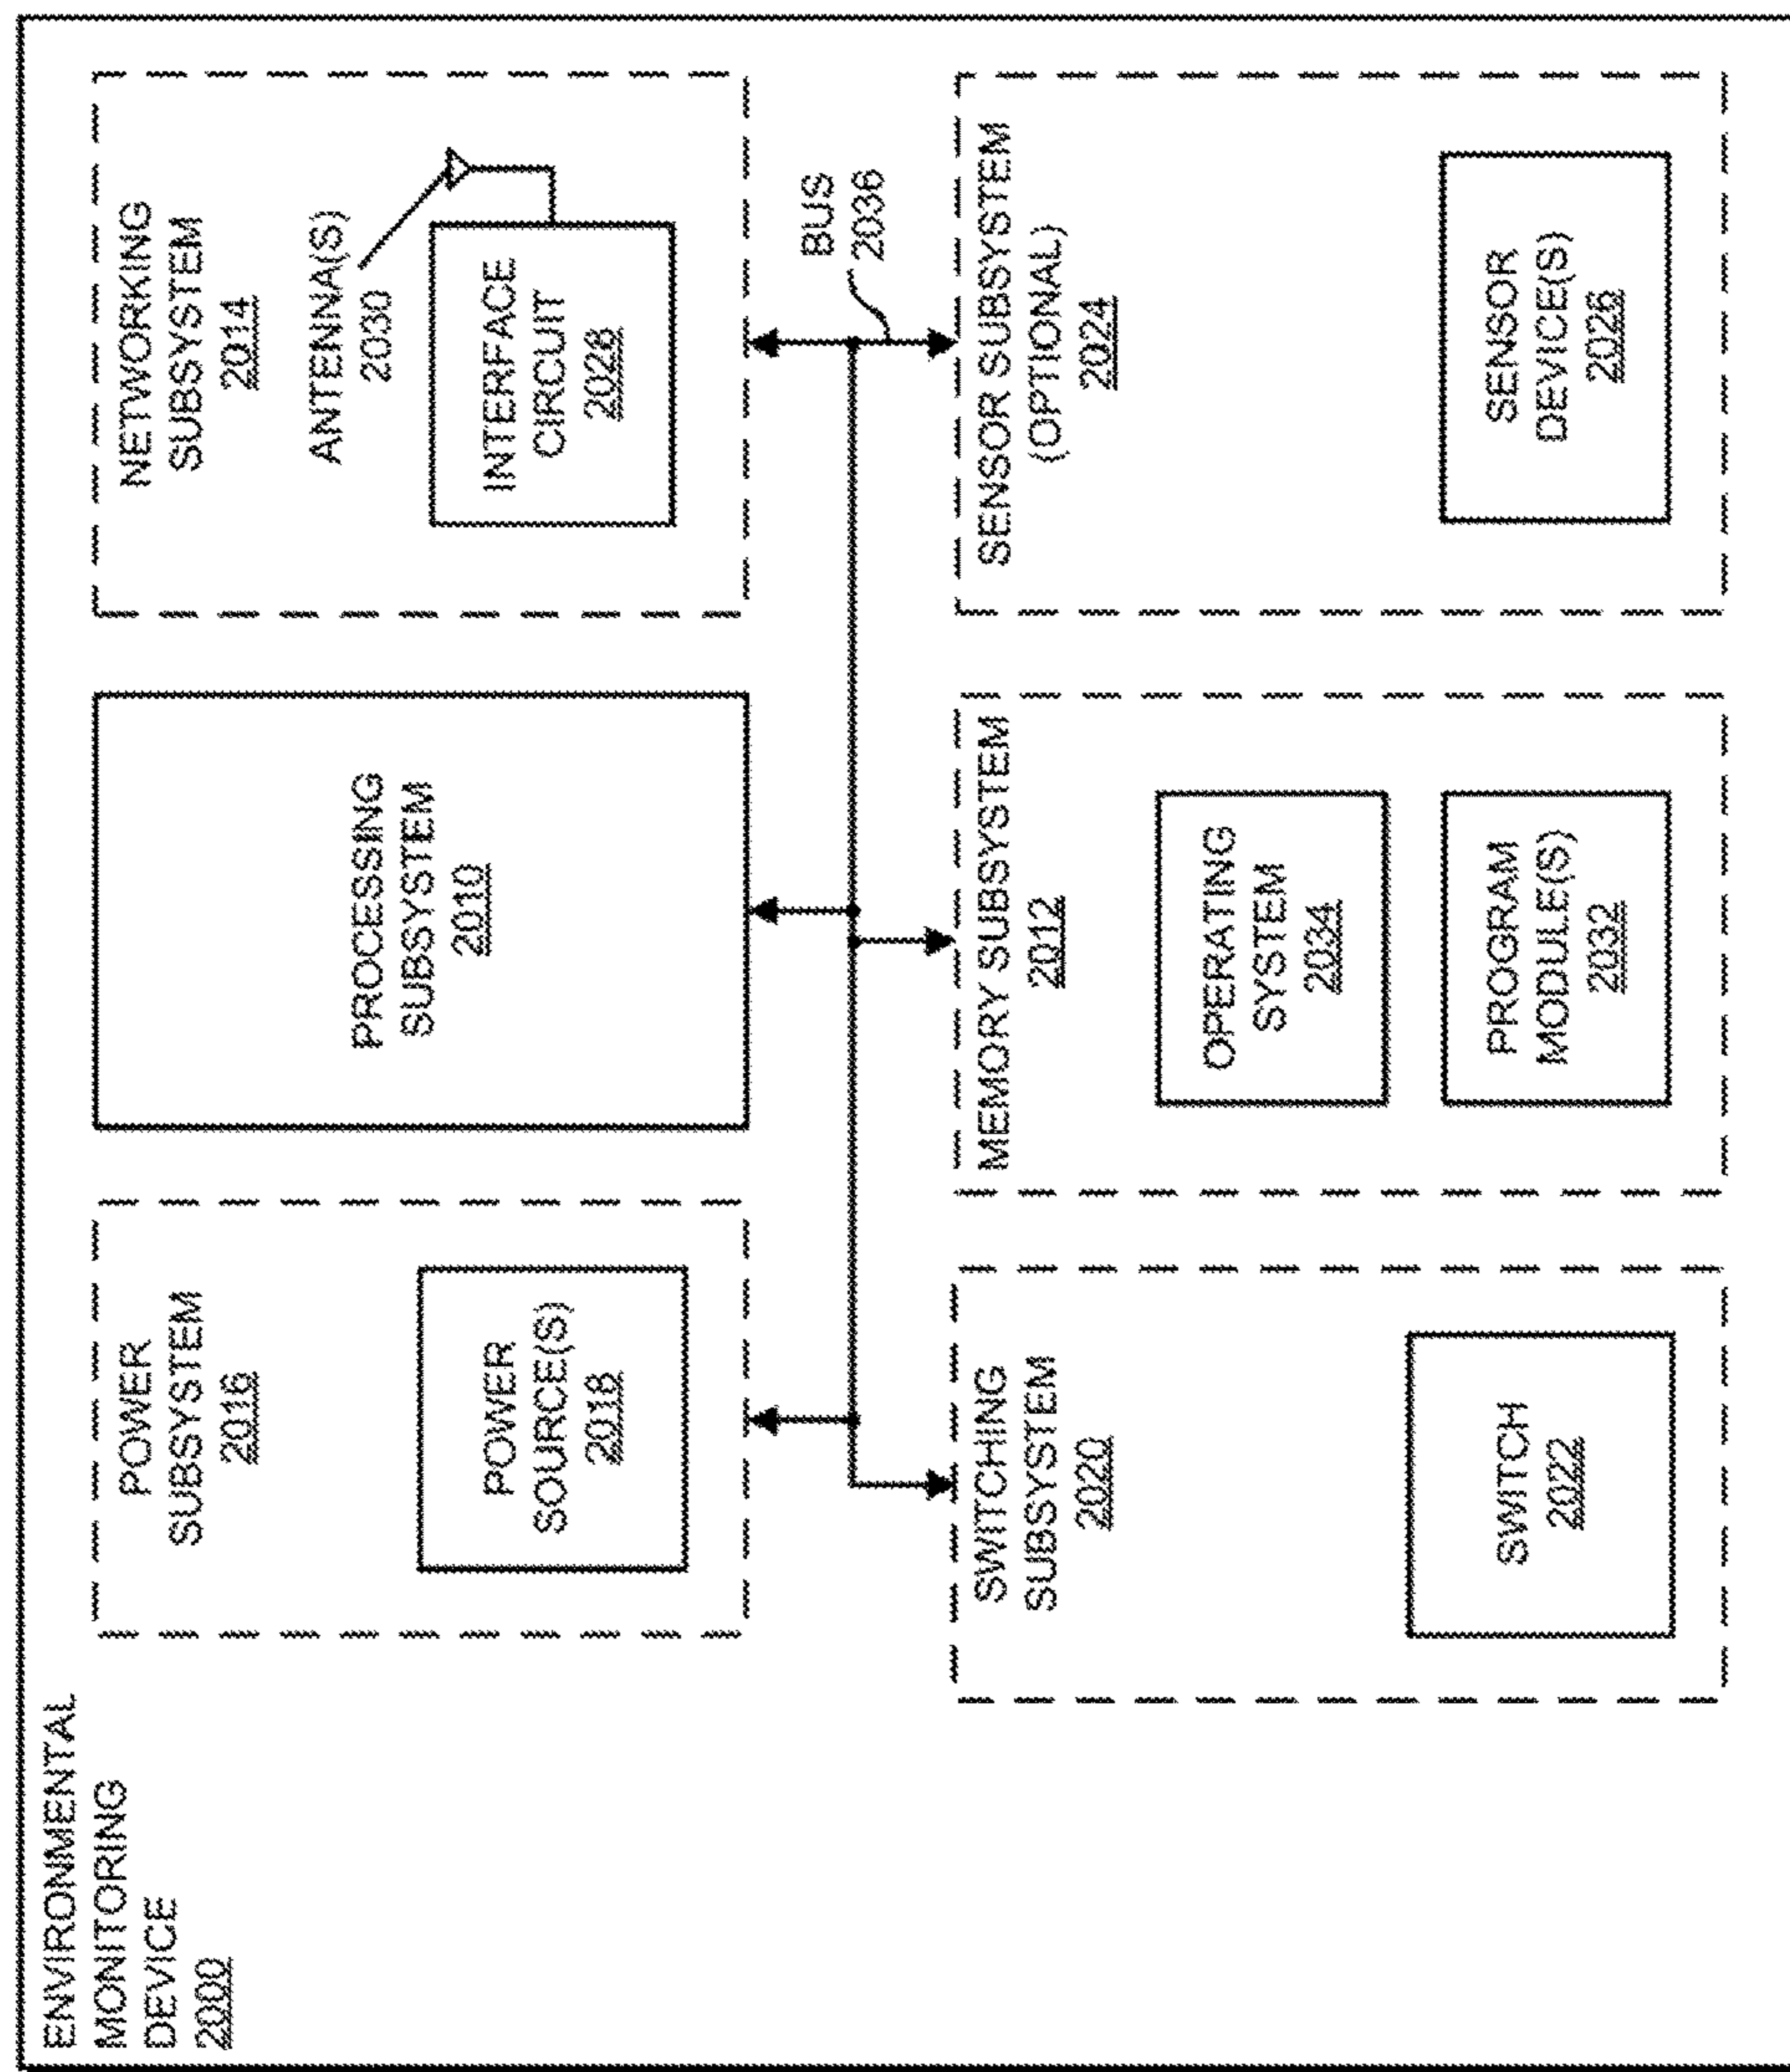 ENVIRONMENTAL
MONITORING
DEVICE
2000
POWER
SUBSYSTEM
2016
POWER
SOURCE(S)
2018
PROCESSING
SUBSYSTEM
2010
NETWORKING
SUBSYSTEM
2014
ANTENNA(S)
2030
INTERFACE
CIRCUIT
2028
BUS
2036
SWITCHING
SUBSYSTEM
2020
SWITCH
2022
MEMORY SUBSYSTEM
2012
OPERATING
SYSTEM
2034
PROGRAM
MODULE(S)
2032
SENSOR SUBSYSTEM
(OPTIONAL)
2024
SENSOR
DEVICE(S)
2026